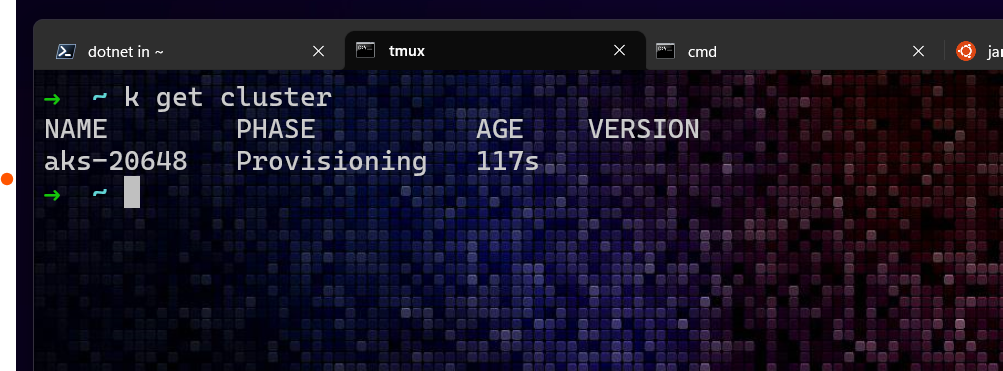 dotnet in ~ tmux cmd jar
→ ~ k get cluster
NAME PHASE AGE VERSION
aks-20648 Provisioning 117s
→ ~